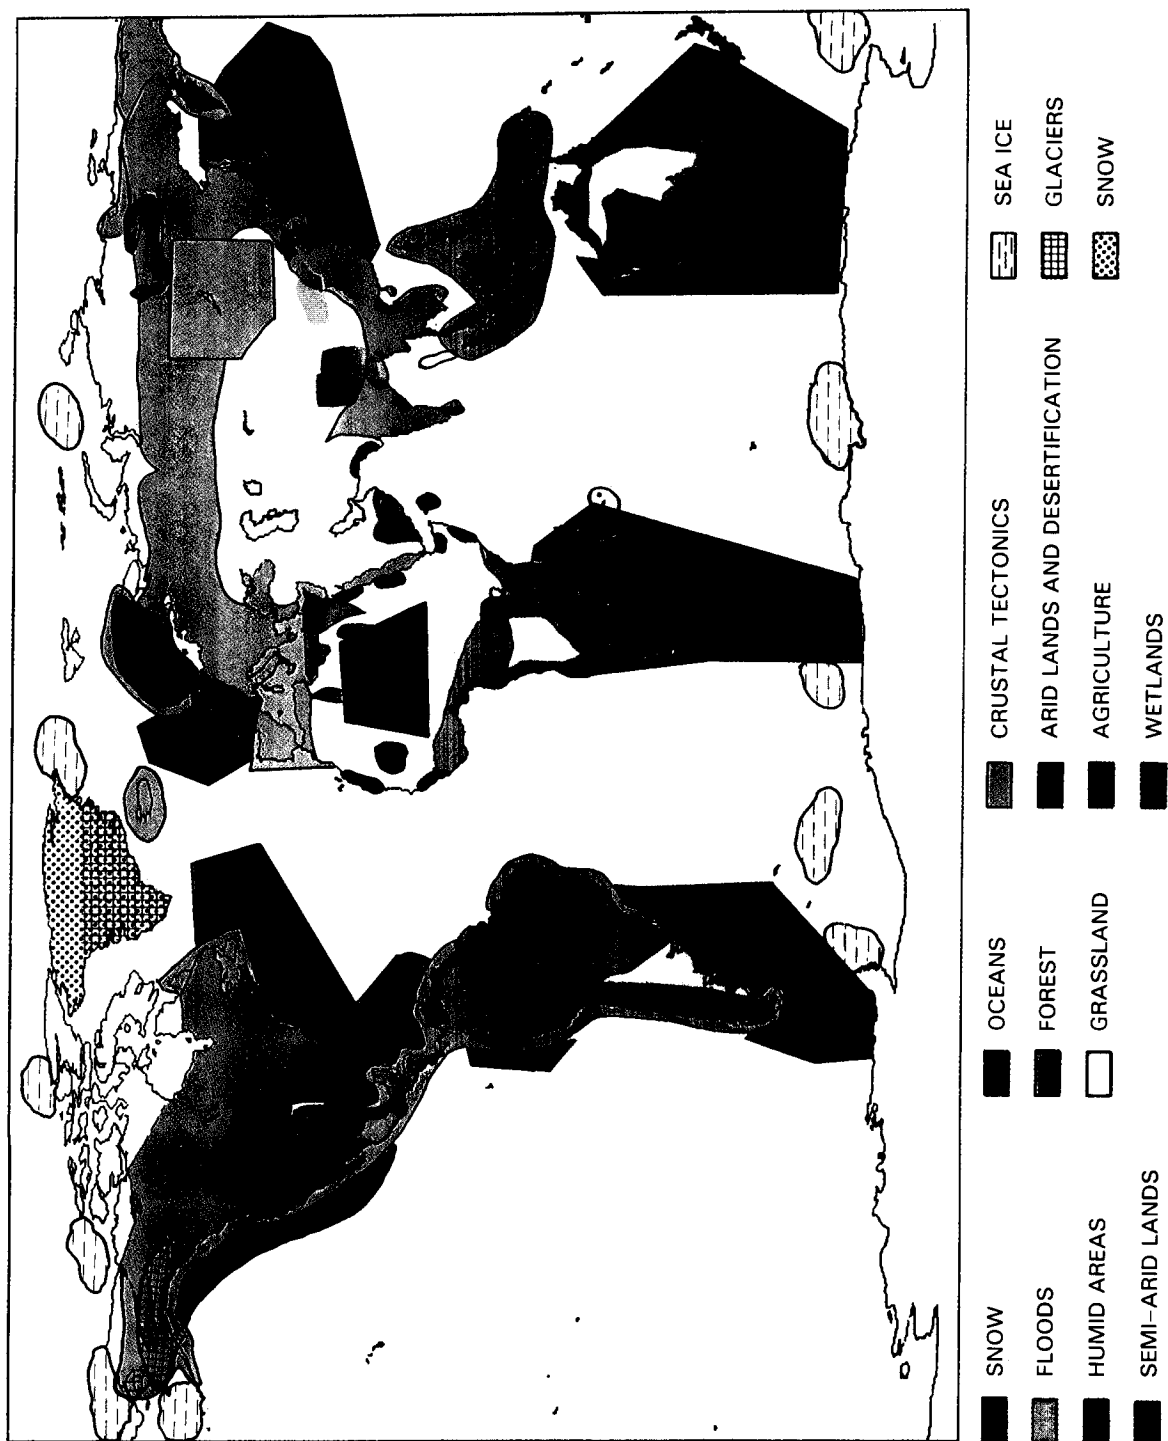 SNOW
FLOODS
HUMID AREAS
SEMI-ARID LANDS
OCEANS
FOREST
GRASSLAND
CRUSTAL TECTONICS
ARID LANDS AND DESERTIFICATION
AGRICULTURE
WETLANDS
SEA ICE
GLACIERS
SNOW